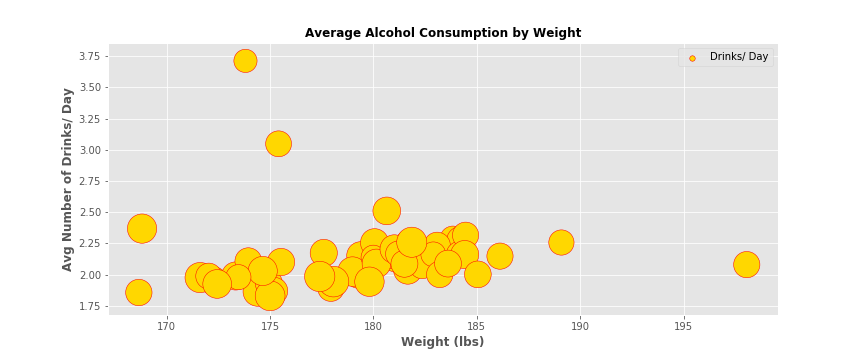 Average Alcohol Consumption by Weight
Drinks/ Day
Avg Number of Drinks/ Day
3.75
3.50
3.25
3.00
2.75
2.50
2.25
2.00
1.75
170 175 180 185 190 195
Weight (lbs)